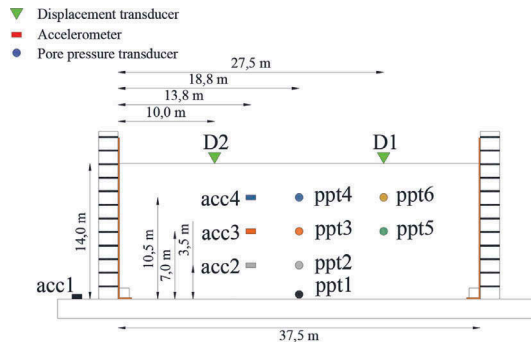 Displacement transducer
Accelerometer
Pore pressure transducer
27,5 m
18,8 m
13,8 m
10,0 m
D2
D1
acc4
ppt4
ppt6
14,0 m
10,5 m
7,0 m
3,5 m
acc3
ppt3
ppt5
acc2
ppt2
acc1
ppt1
37,5 m